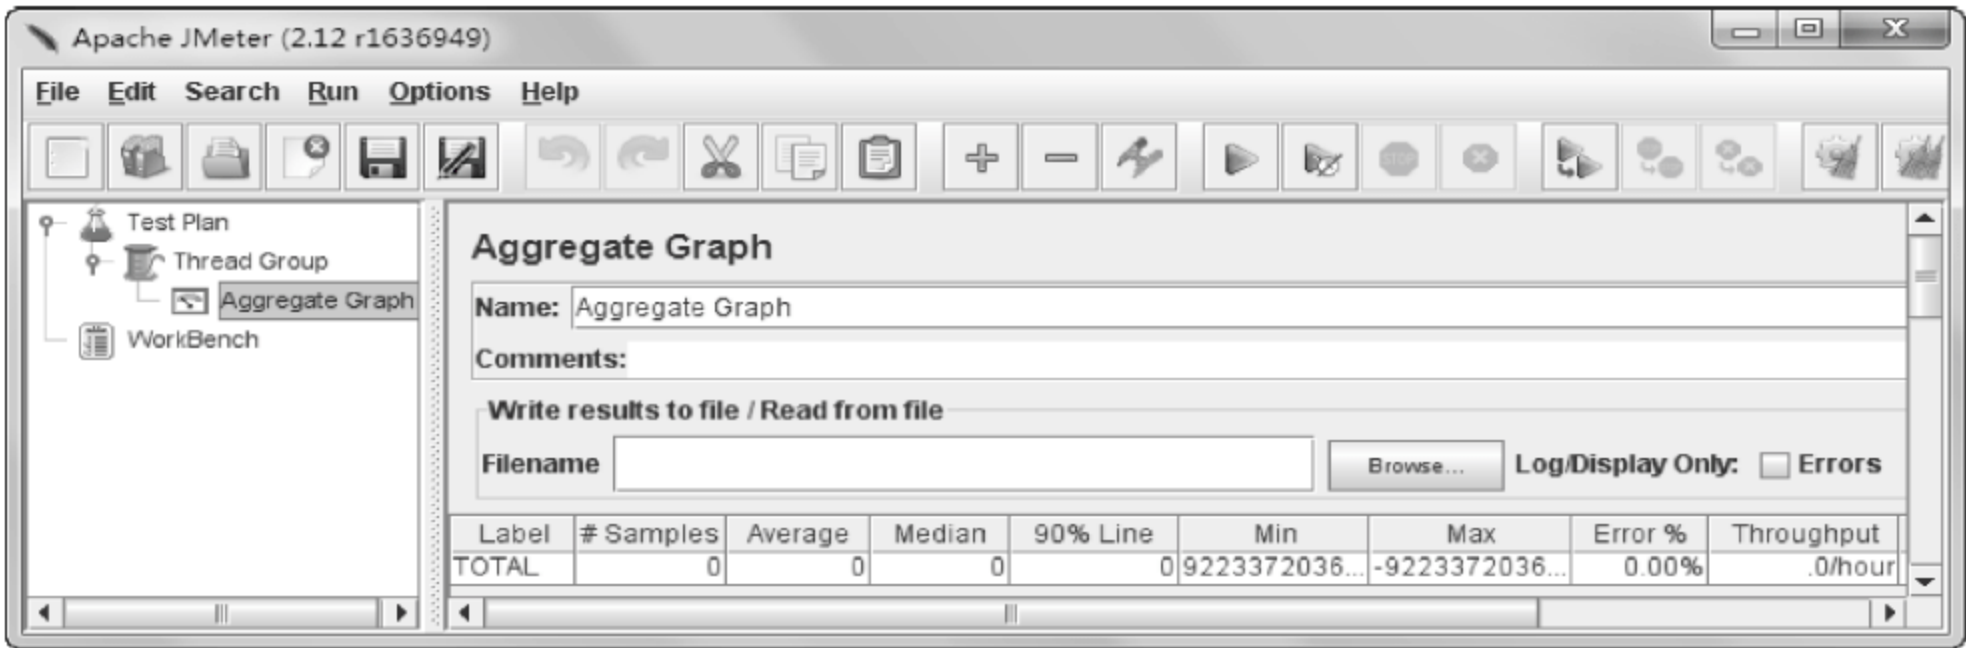 Apache JMeter (2.12 r1636949)
File Edit Search Run Options Help
STOP
Test Plan
Thread Group
Aggregate Graph
WorkBench
Aggregate Graph
Name: Aggregate Graph
Comments:
Write results to file / Read from file
Filename Browse... Log/Display Only: Errors
Label # Samples Average Median 90% Line Min Max Error % Throughput
TOTAL 0 0 0 0 9223372036... -9223372036... 0.00% .0/hour